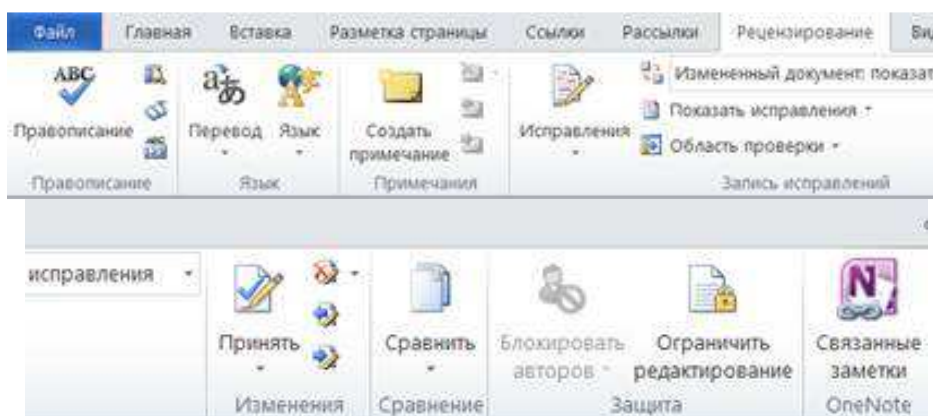 Файл Главная Вставка Разметка страницы Ссылки Рассылки Рецензирование Ви
ABC
Правописание
Перевод Язык
Создать примечание
Исправления
Измененный документ: показат
Показать исправления
Область проверки
Правописание Язык Примечания Запись исправлений
исправления
Принять
Сравнить
Блокировать авторов
Ограничить редактирование
Связанные заметки
Изменения Сравнение Защита OneNote